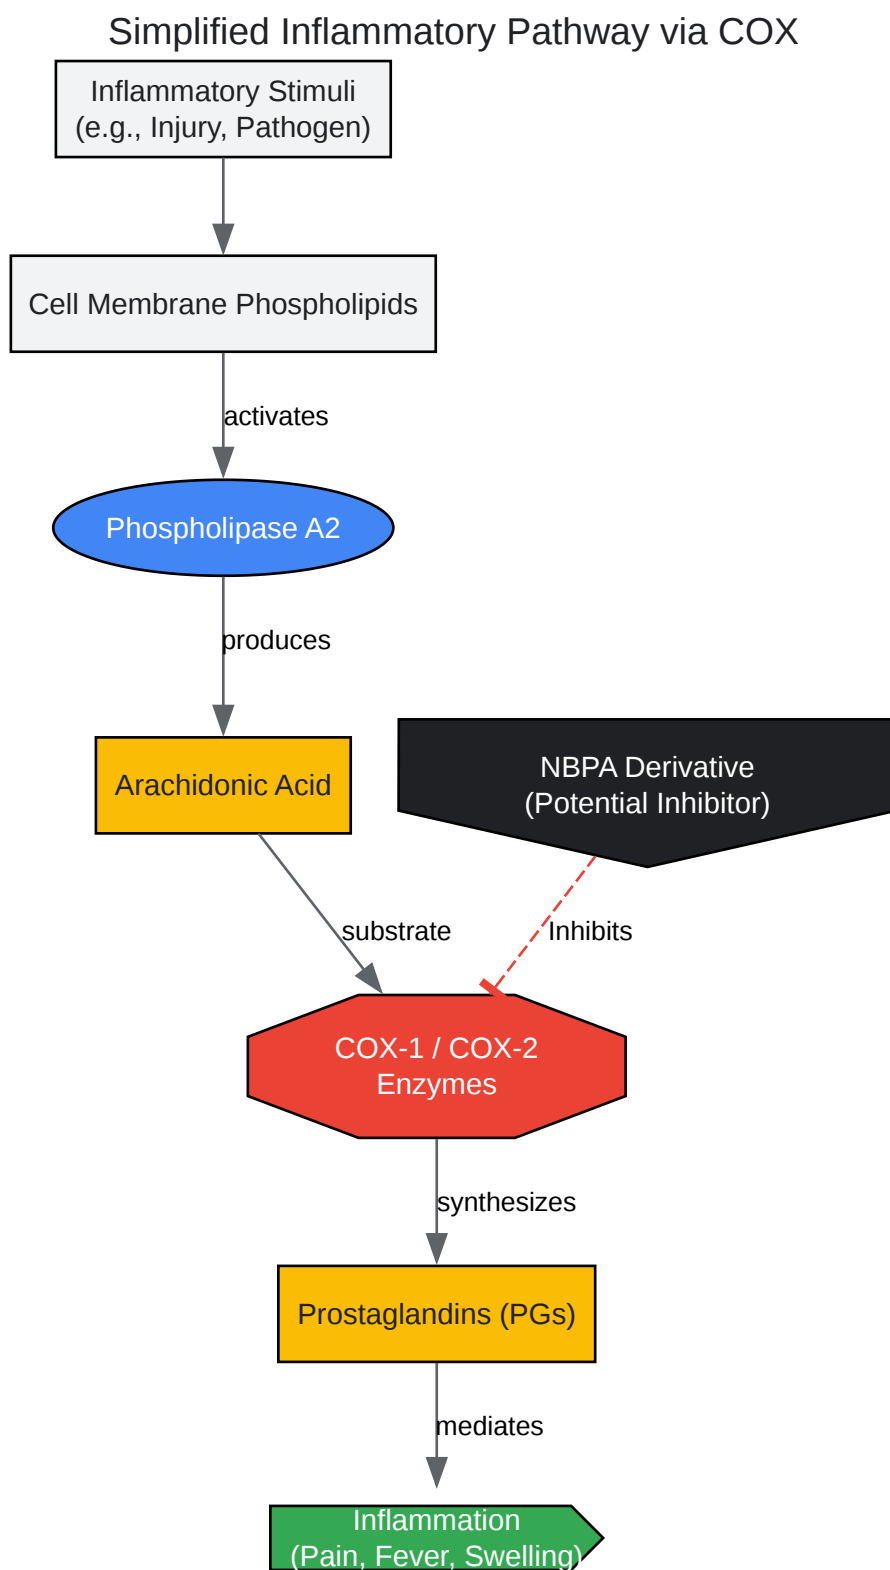 Simplified Inflammatory Pathway via COX
Inflammatory Stimuli
(e.g., Injury, Pathogen)
Cell Membrane Phospholipids
activates
Phospholipase A2
produces
Arachidonic Acid
NBPA Derivative
(Potential Inhibitor)
substrate
Inhibits
COX-1 / COX-2
Enzymes
synthesizes
Prostaglandins (PGs)
mediates
Inflammation
(Pain, Fever, Swelling)